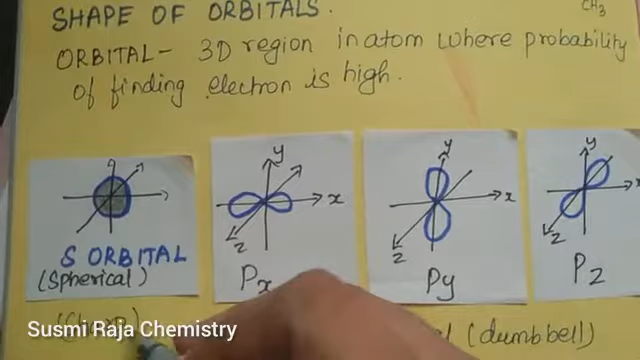 SHAPE OF ORBITALS.
CH3
ORBITAL- 3D region in atom where probability
of finding electron is high.
y
x
z
S ORBITAL
(Spherical)
y
x
z
Px
y
x
z
Py
y
x
Pz
(dumbbell)
Susmi Raja Chemistry